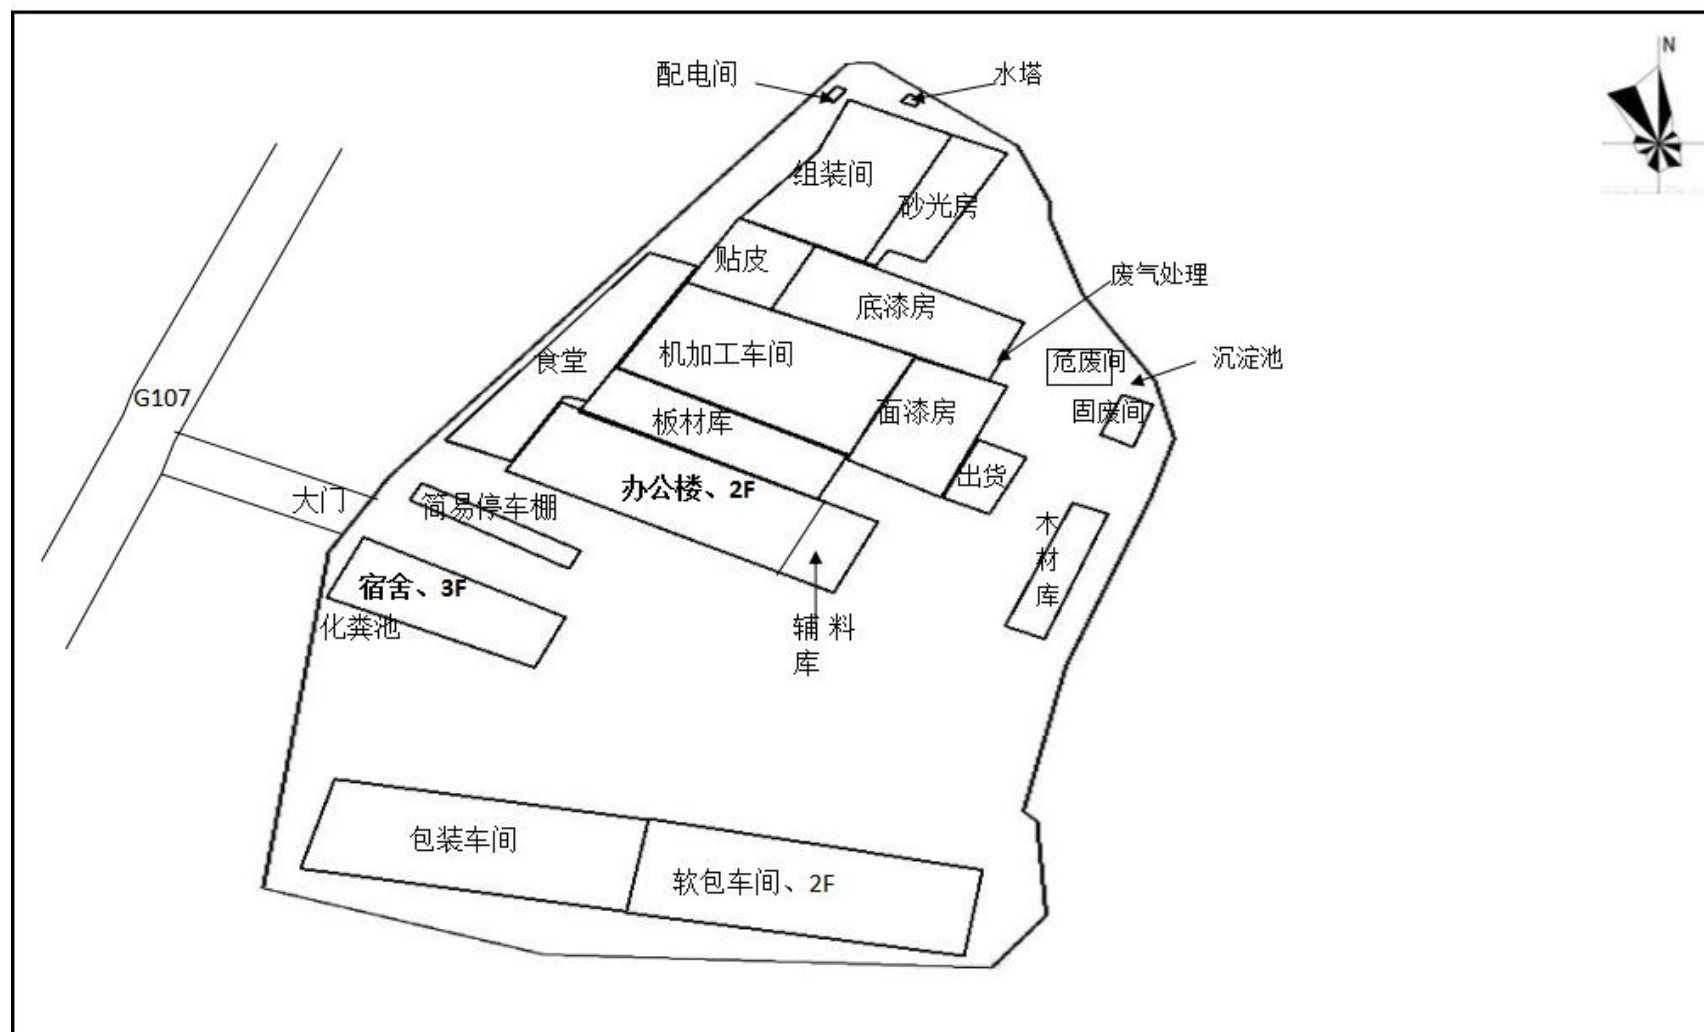 N
配电间
水塔
组装间
砂光房
贴皮
废气处理
底漆房
食堂
机加工车间
危废间
沉淀池
G107
板材库
面漆房
固废间
出货
办公楼、2F
大门
简易停车棚
木
材
库
宿舍、3F
化粪池
辅 料
库
包装车间
软包车间、2F